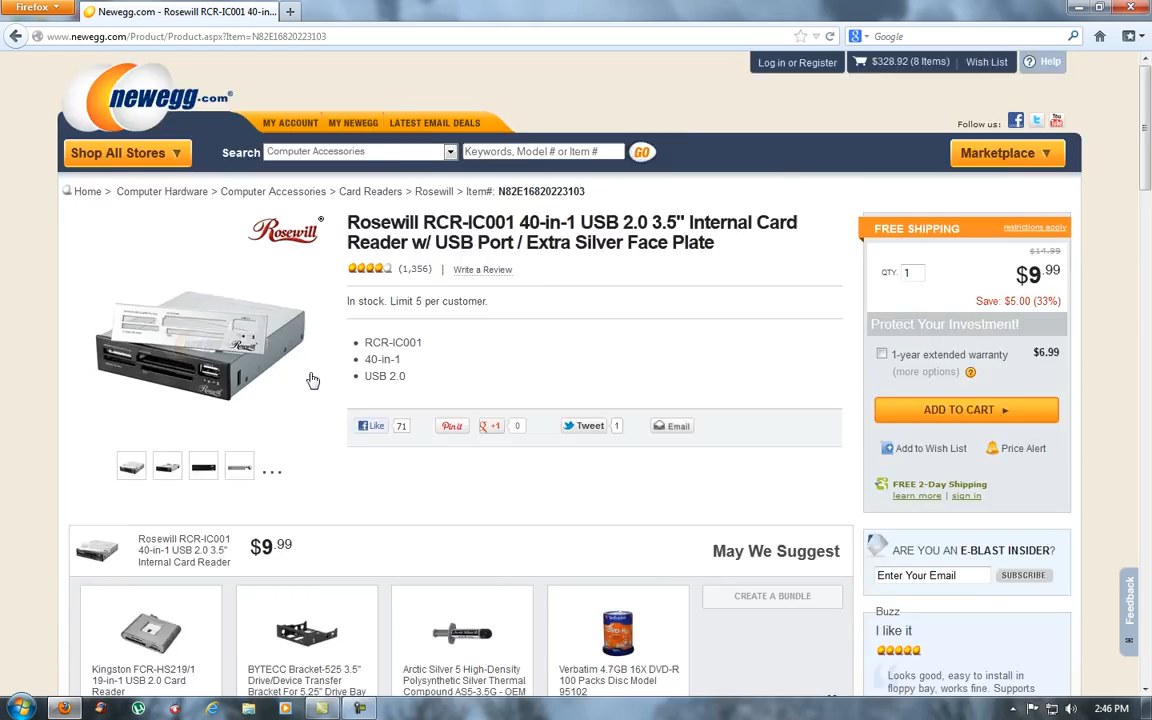 Firefox
Newegg.com - Rosewill RCR-IC001 40-in...
www.newegg.com/Product/Product.aspx?Item=N82E16820223103
Google
Log in or Register
$328.92 (8 Items)
Wish List
? Help
newegg.com
MY ACCOUNT
MY NEWEGG
LATEST EMAIL DEALS
Follow us:
Shop All Stores
Search
Computer Accessories
Keywords, Model # or Item #
GO
Marketplace
Home > Computer Hardware > Computer Accessories > Card Readers > Rosewill > Item#: N82E16820223103
Rosewill
Rosewill RCR-IC001 40-in-1 USB 2.0 3.5" Internal Card
Reader w/ USB Port / Extra Silver Face Plate
(1,356) | Write a Review
In stock. Limit 5 per customer.
RCR-IC001
40-in-1
USB 2.0
Like 71
Pin it
+1 0
Tweet 1
Email
FREE SHIPPING restrictions apply
$14.99
QTY. 1
$9.99
Save: $5.00 (33%)
Protect Your Investment!
1-year extended warranty $6.99
(more options) ?
ADD TO CART
Add to Wish List
Price Alert
FREE 2-Day Shipping
learn more | sign in
Rosewill RCR-IC001
40-in-1 USB 2.0 3.5"
Internal Card Reader
$9.99
May We Suggest
CREATE A BUNDLE
Kingston FCR-HS219/1
19-in-1 USB 2.0 Card
Reader
BYTECC Bracket-525 3.5"
Drive/Device Transfer
Bracket For 5.25" Drive Bay
Arctic Silver 5 High-Density
Polysynthetic Silver Thermal
Compound AS5-3.5G - OEM
Verbatim 4.7GB 16X DVD-R
100 Packs Disc Model
95102
ARE YOU AN E-BLAST INSIDER?
Enter Your Email
SUBSCRIBE
Buzz
I like it
Looks good, easy to install in
floppy bay, works fine. Supports
Feedback
2:46 PM